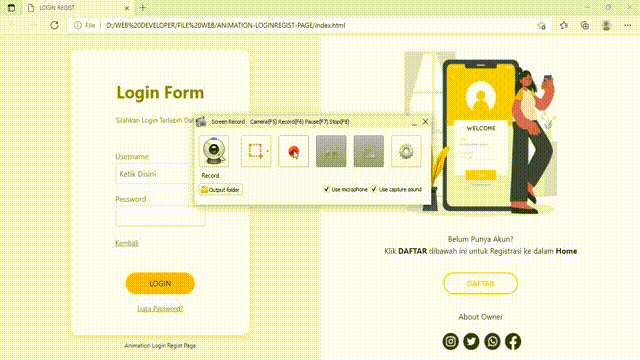 LOGIN REGIST
File
D:/WEB%20DEVELOPER/FILE%20WEB/ANIMATION-LOGINREGIST-PAGE/index.html
Login Form
Silahkan Login Terlebih
Username
Ketik Disini
Password
Kembali
LOGIN
Lupa Password?
Animation Login Regist Page
Screen Record Camera(F5) Record(F6) Pause(F7) Stop(F8)
Record
Output folder
Use microphone
Use capture sound
WELCOME
Belum Punya Akun?
Klik DAFTAR dibawah ini untuk Registrasi ke dalam Home
DAFTAR
About Owner